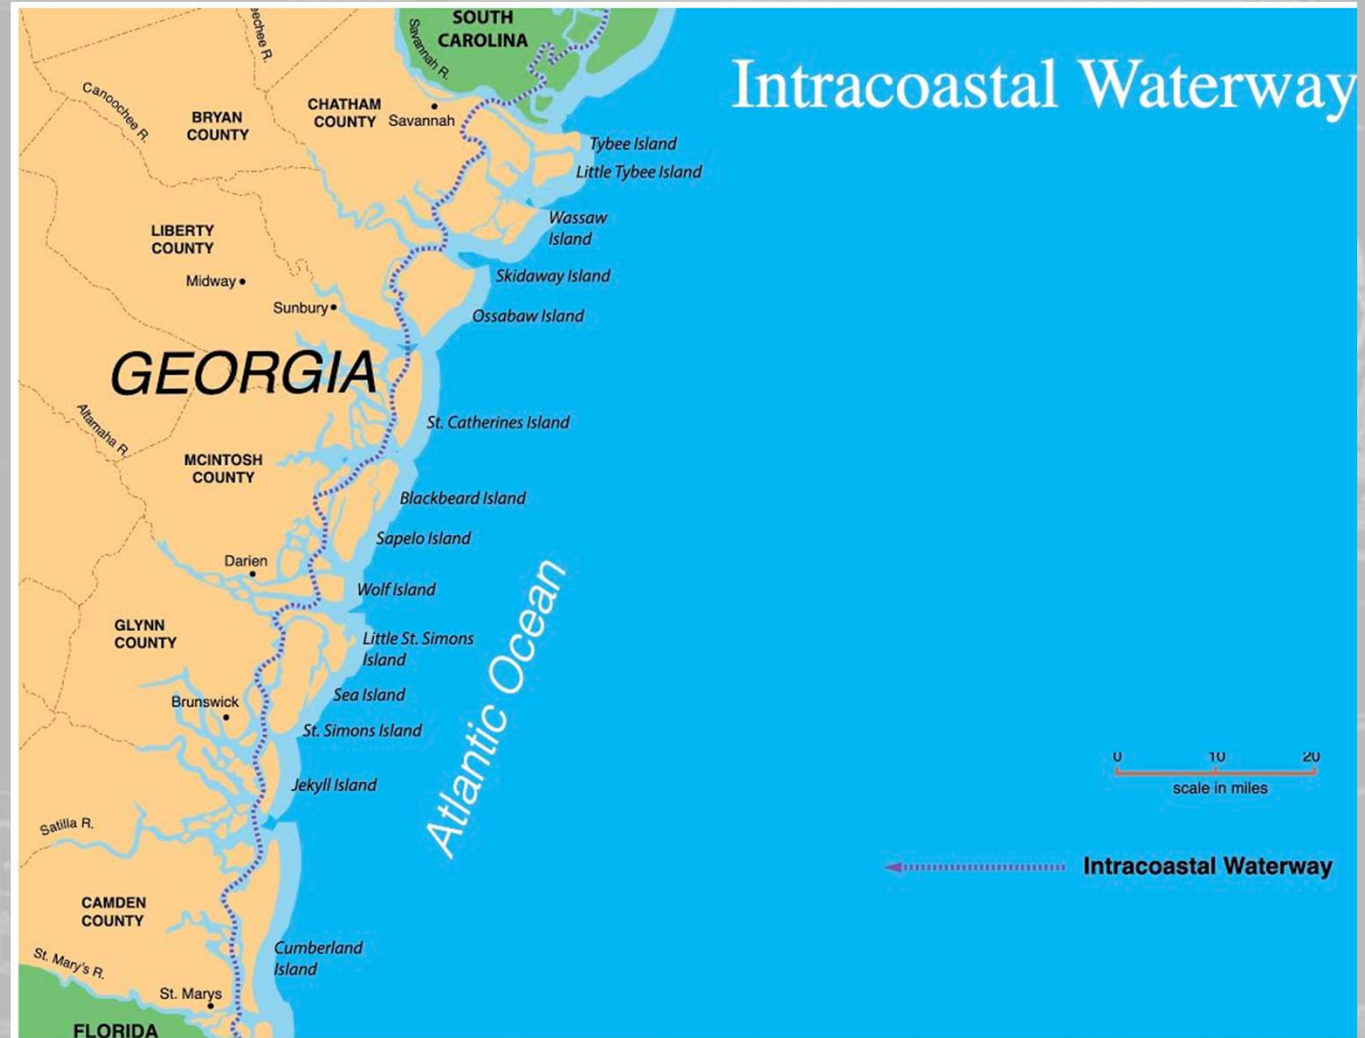 Intracoastal Waterway
SOUTH
CAROLINA
Savannah R.
eechee R.
Canoochee R.
BRYAN
COUNTY
CHATHAM
COUNTY
Savannah
Tybee Island
Little Tybee Island
Wassaw
Island
LIBERTY
COUNTY
Midway
Sunbury
Skidaway Island
Ossabaw Island
GEORGIA
Altamaha R.
St. Catherines Island
MCINTOSH
COUNTY
Blackbeard Island
Sapelo Island
Darien
Wolf Island
GLYNN
COUNTY
Little St. Simons
Island
Brunswick
Sea Island
St. Simons Island
Jekyll Island
Atlantic Ocean
0 10 20
scale in miles
Satilla R.
Intracoastal Waterway
CAMDEN
COUNTY
Cumberland
Island
St. Mary's R.
St. Marys
FLORIDA